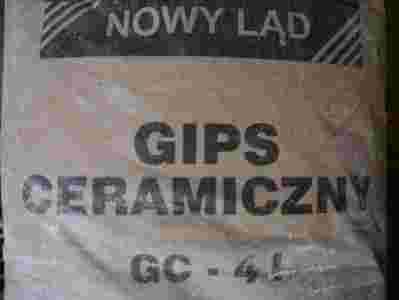 NOWY LĄD
GIPS
CERAMICZNY
GC - 4